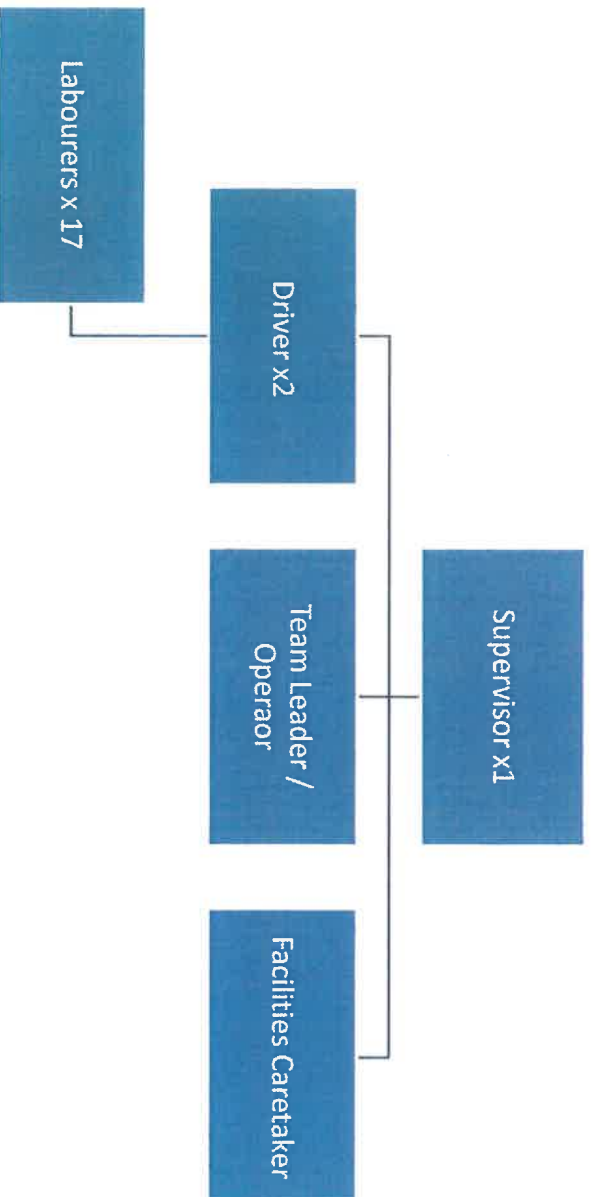 Supervisor x1
Driver x2
Team Leader /
Operaor
Facilities Caretaker
Labourers x 17